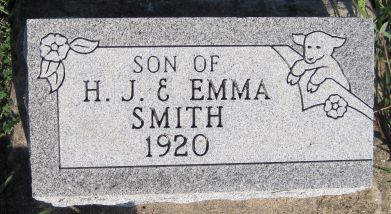 SON OF
H. J. & EMMA
SMITH
1920